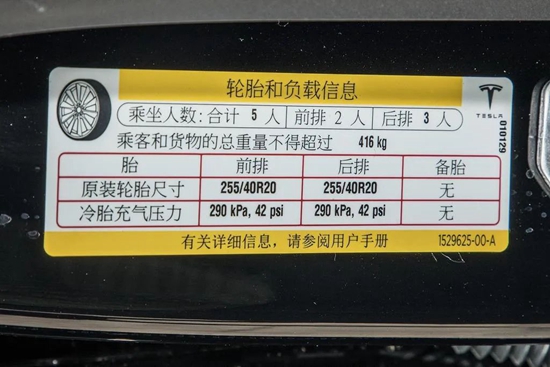 轮胎和负载信息
乘坐人数:合计 5 人 前排 2 人 后排 3 人
TESLA
010129
乘客和货物的总重量不得超过 416 kg
胎 前排 后排 备胎
原装轮胎尺寸 255/40R20 255/40R20 无
冷胎充气压力 290 kPa, 42 psi 290 kPa, 42 psi 无
有关详细信息，请参阅用户手册 1529625-00-A